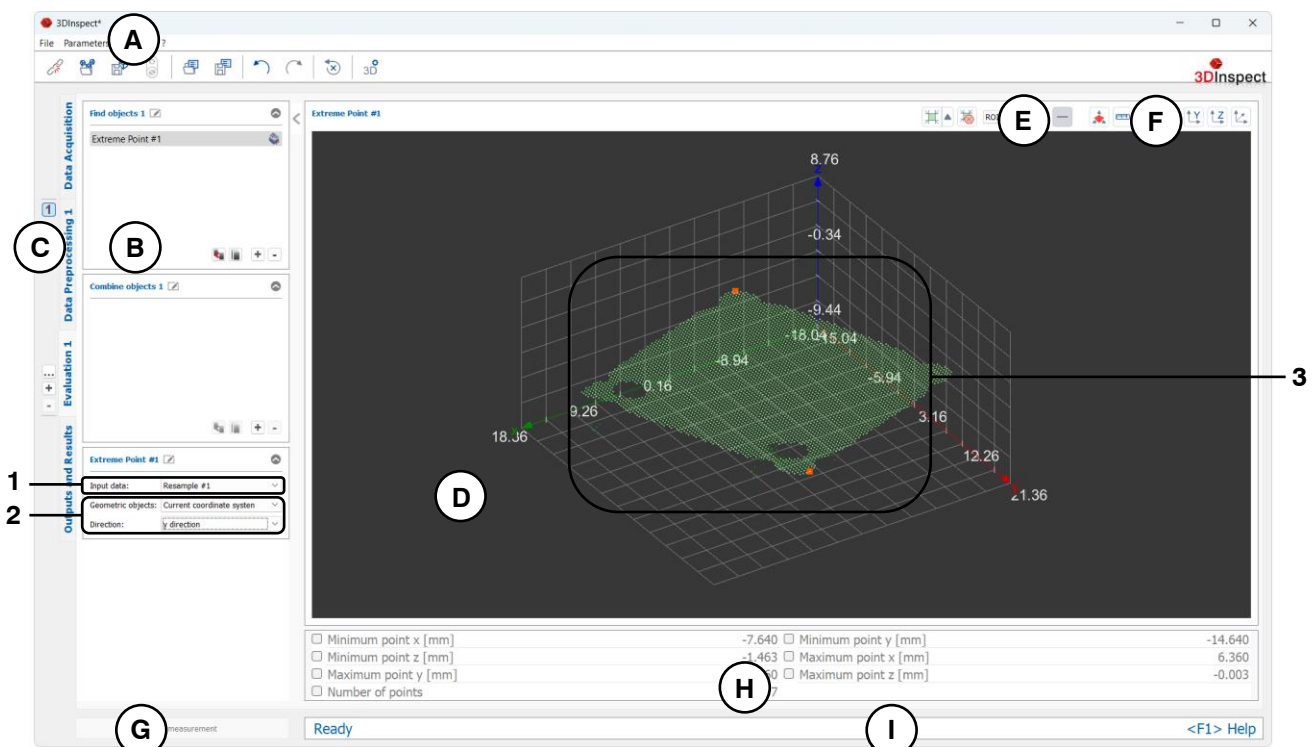 3DInspect*
File Parameters ?
A
3D
3DInspect
Data Acquisition
Data Preprocessing 1
Evaluation 1
Outputs and Results
1
C
...
+
-
Find objects 1
Extreme Point #1
B
+ -
Combine objects 1
+ -
Extreme Point #1
1
Input data: Resample #1
2
Geometric objects: Current coordinate systen
Direction: y direction
Extreme Point #1
E
F
Y Z
8.76
Z
-0.34
-9.44
-18.04
-15.04
-8.94
-5.94
0.16
3.16
9.26
12.26
18.36
21.36
3
D
Minimum point x [mm] -7.640 Minimum point y [mm] -14.640
Minimum point z [mm] -1.463 Maximum point x [mm] 6.360
Maximum point y [mm] Maximum point z [mm] -0.003
Number of points
H
G
measurement
Ready
I
<F1> Help